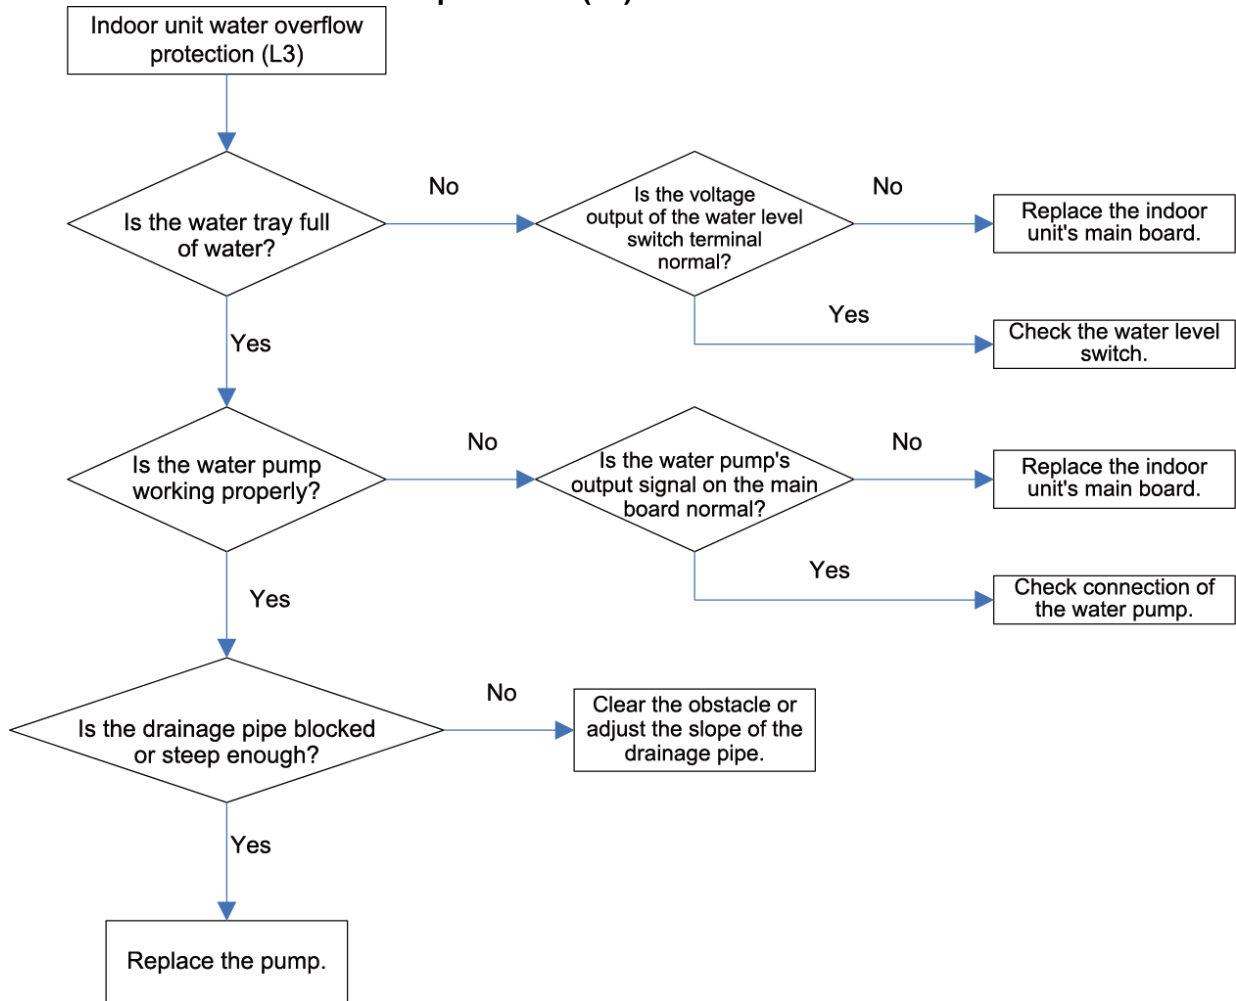 Indoor unit water overflow
protection (L3)
No
No
Is the water tray full
of water?
Is the voltage
output of the water level
switch terminal
normal?
Replace the indoor
unit's main board.
Yes
Yes
Check the water level
switch.
No
No
Is the water pump
working properly?
Is the water pump's
output signal on the main
board normal?
Replace the indoor
unit's main board.
Yes
Yes
Check connection of
the water pump.
No
Is the drainage pipe blocked
or steep enough?
Clear the obstacle or
adjust the slope of the
drainage pipe.
Yes
Replace the pump.